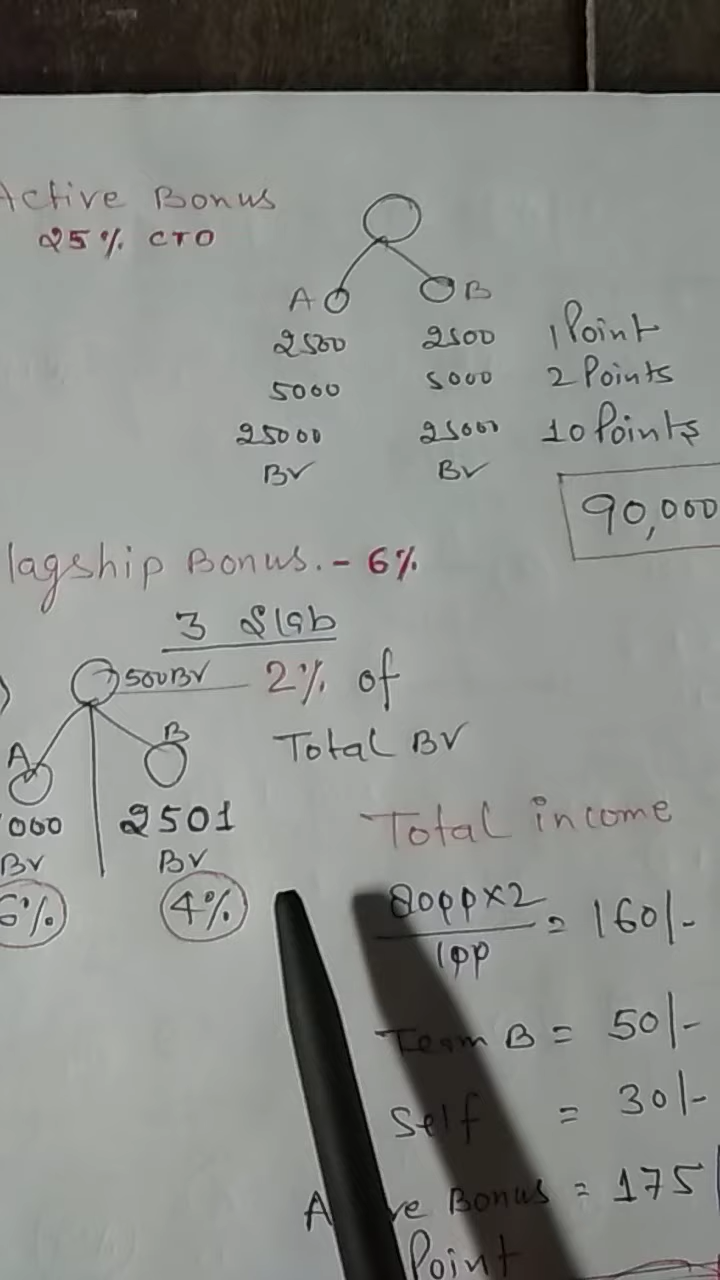 Active Bonus
25% CTO
A B
2500 2500 1 Point
5000 5000 2 Points
25000 25000 10 Points
BV BV
90,000
lagship Bonus. - 6%
3 Slab
500BV 2% of
A B
Total BV
000 2501
BV BV
6% 4%
Total income
8000×2 / 100 = 160/-
Team B = 50/-
Self = 30/-
A ve Bonus = 175
Point